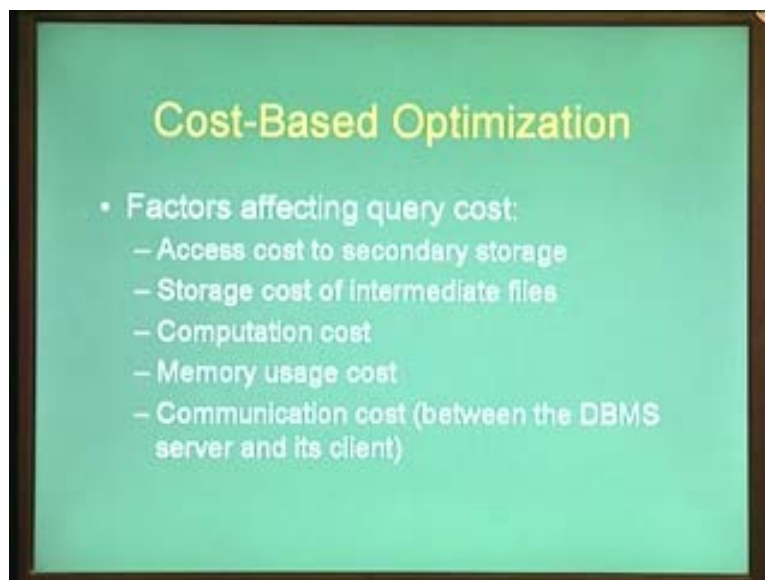 Cost-Based Optimization
• Factors affecting query cost:
– Access cost to secondary storage
– Storage cost of intermediate files
– Computation cost
– Memory usage cost
– Communication cost (between the DBMS
server and its client)